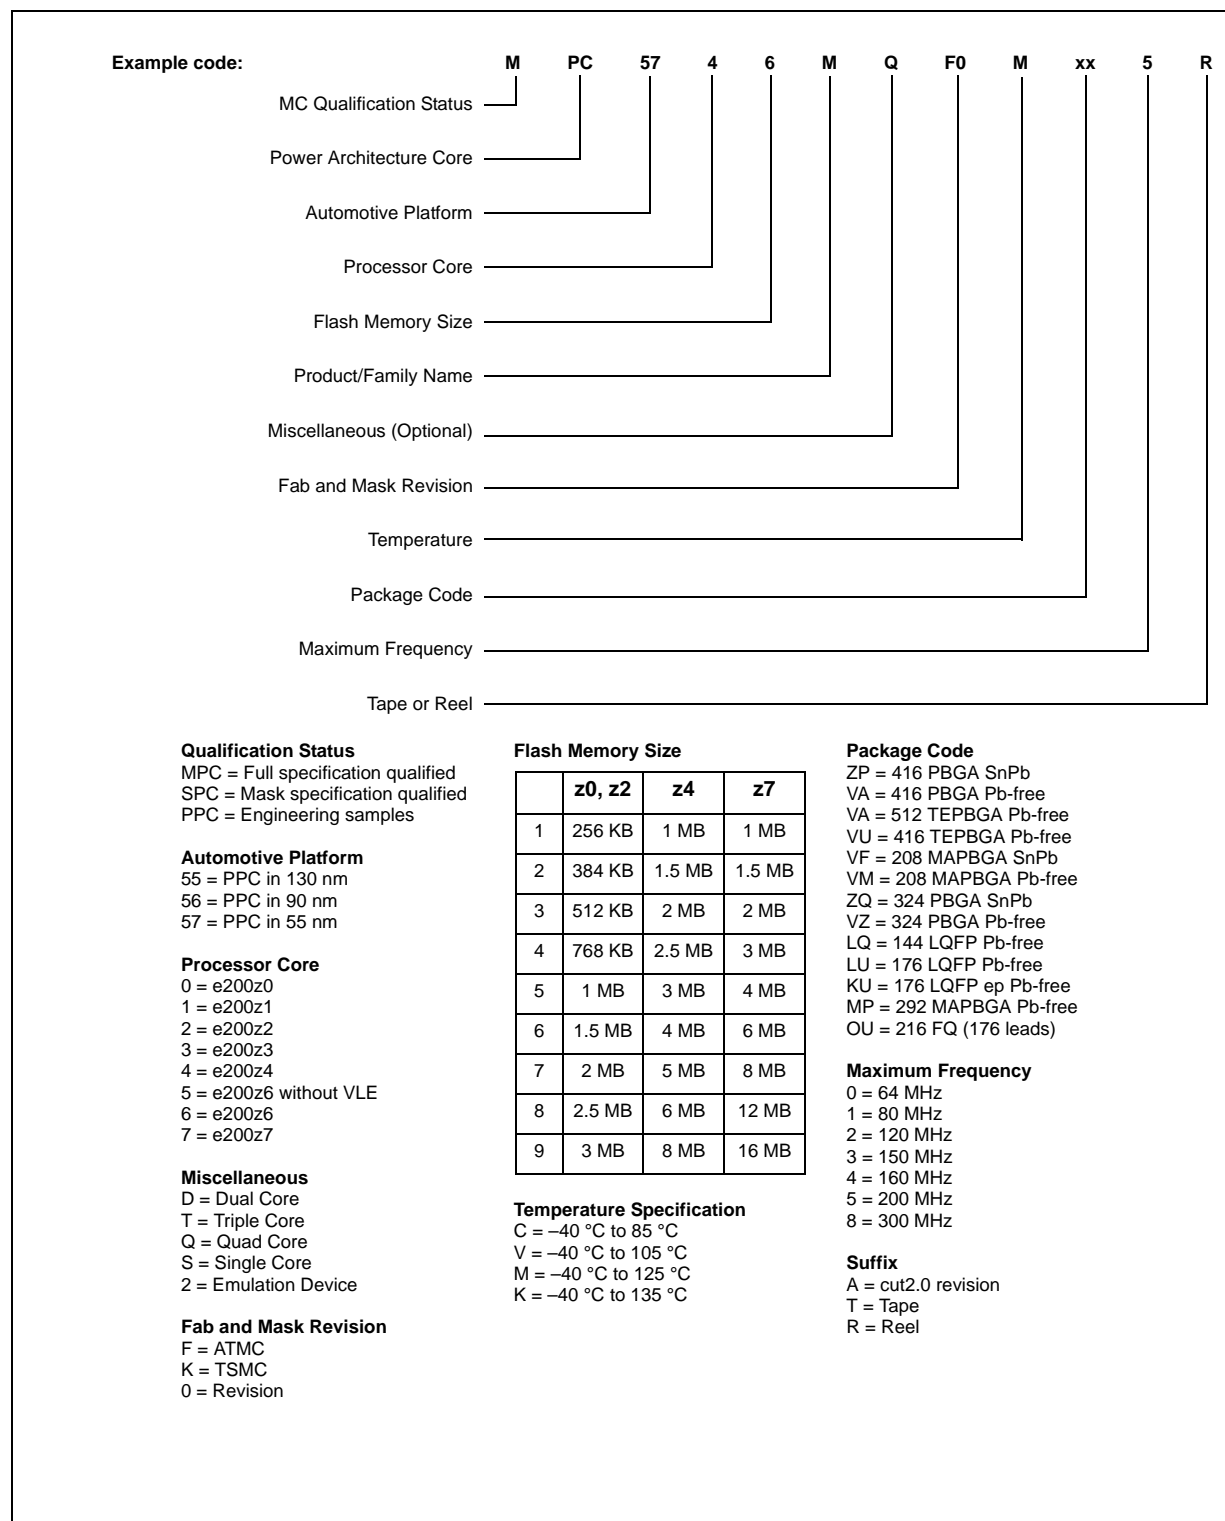 Example code: M PC 57 4 6 M Q F0 M xx 5 R
MC Qualification Status
Power Architecture Core
Automotive Platform
Processor Core
Flash Memory Size
Product/Family Name
Miscellaneous (Optional)
Fab and Mask Revision
Temperature
Package Code
Maximum Frequency
Tape or Reel
Qualification Status
MPC = Full specification qualified
SPC = Mask specification qualified
PPC = Engineering samples
Automotive Platform
55 = PPC in 130 nm
56 = PPC in 90 nm
57 = PPC in 55 nm
Processor Core
0 = e200z0
1 = e200z1
2 = e200z2
3 = e200z3
4 = e200z4
5 = e200z6 without VLE
6 = e200z6
7 = e200z7
Miscellaneous
D = Dual Core
T = Triple Core
Q = Quad Core
S = Single Core
2 = Emulation Device
Fab and Mask Revision
F = ATMC
K = TSMC
0 = Revision
Flash Memory Size
z0, z2 z4 z7
1 256 KB 1 MB 1 MB
2 384 KB 1.5 MB 1.5 MB
3 512 KB 2 MB 2 MB
4 768 KB 2.5 MB 3 MB
5 1 MB 3 MB 4 MB
6 1.5 MB 4 MB 6 MB
7 2 MB 5 MB 8 MB
8 2.5 MB 6 MB 12 MB
9 3 MB 8 MB 16 MB
Temperature Specification
C = –40 °C to 85 °C
V = –40 °C to 105 °C
M = –40 °C to 125 °C
K = –40 °C to 135 °C
Package Code
ZP = 416 PBGA SnPb
VA = 416 PBGA Pb-free
VA = 512 TEPBGA Pb-free
VU = 416 TEPBGA Pb-free
VF = 208 MAPBGA SnPb
VM = 208 MAPBGA Pb-free
ZQ = 324 PBGA SnPb
VZ = 324 PBGA Pb-free
LQ = 144 LQFP Pb-free
LU = 176 LQFP Pb-free
KU = 176 LQFP ep Pb-free
MP = 292 MAPBGA Pb-free
OU = 216 FQ (176 leads)
Maximum Frequency
0 = 64 MHz
1 = 80 MHz
2 = 120 MHz
3 = 150 MHz
4 = 160 MHz
5 = 200 MHz
8 = 300 MHz
Suffix
A = cut2.0 revision
T = Tape
R = Reel